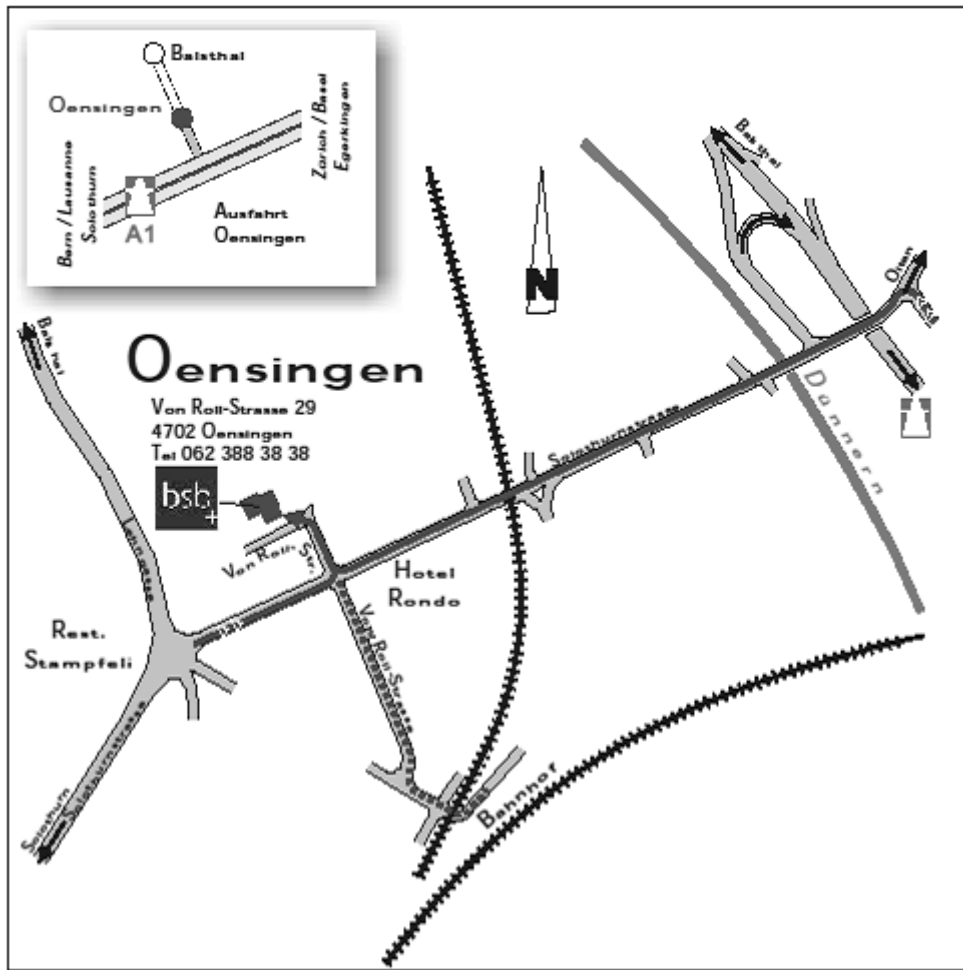 Balsthal
Oensingen
Bern / Lausanne
Solothurn
Zürich / Basel
Egerkingen
A1
Ausfahrt
Oensingen
N
Balsthal
Olten
Balsthal
Oensingen
Von Roll-Strasse 29
4702 Oensingen
Tel 062 388 38 38
bsb+
Von Roll-
Str.
Solothurnstrasse
Dünnern
Hotel
Rondo
Rest.
Stampfeli
Von Roll-Strasse
Solothurnstrasse
Solothurn
Bahnhof